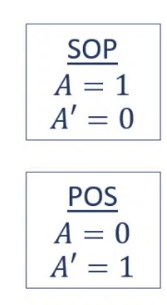 SOP
A = 1
A′ = 0
POS
A = 0
A′ = 1